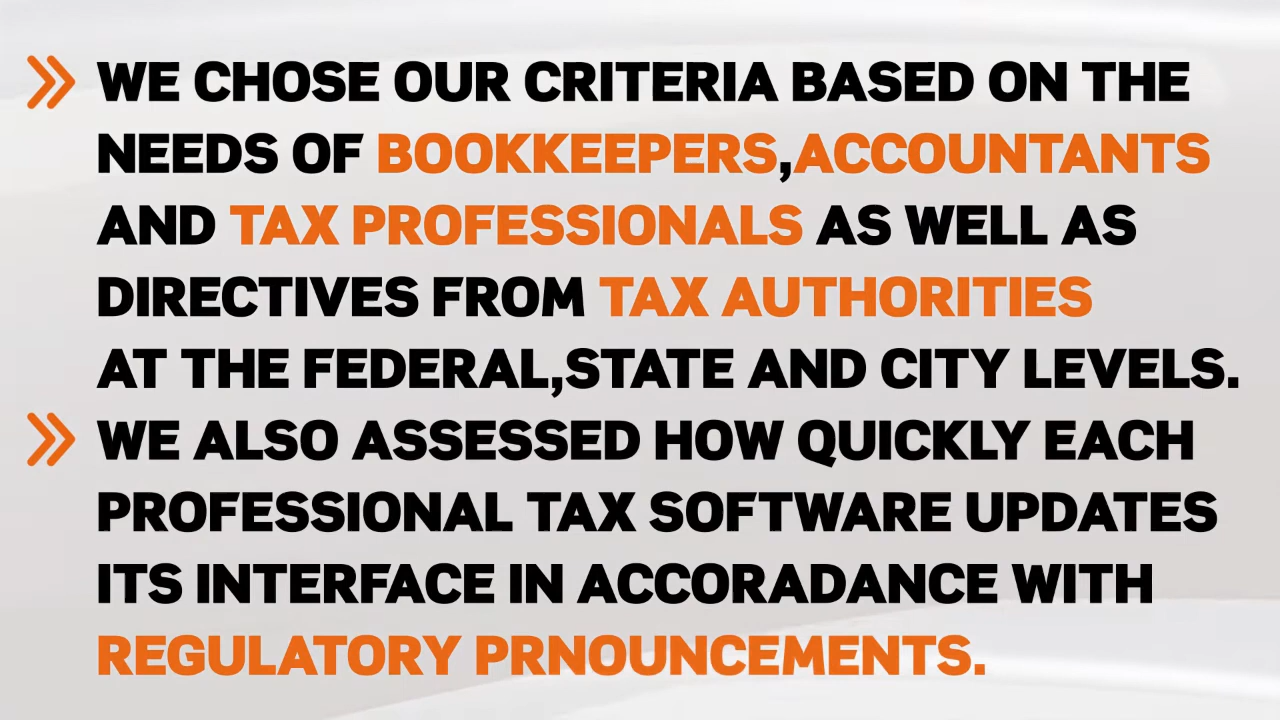 WE CHOSE OUR CRITERIA BASED ON THE
NEEDS OF BOOKKEEPERS,ACCOUNTANTS
AND TAX PROFESSIONALS AS WELL AS
DIRECTIVES FROM TAX AUTHORITIES
AT THE FEDERAL,STATE AND CITY LEVELS.
WE ALSO ASSESSED HOW QUICKLY EACH
PROFESSIONAL TAX SOFTWARE UPDATES
ITS INTERFACE IN ACCORADANCE WITH
REGULATORY PRNOUNCEMENTS.